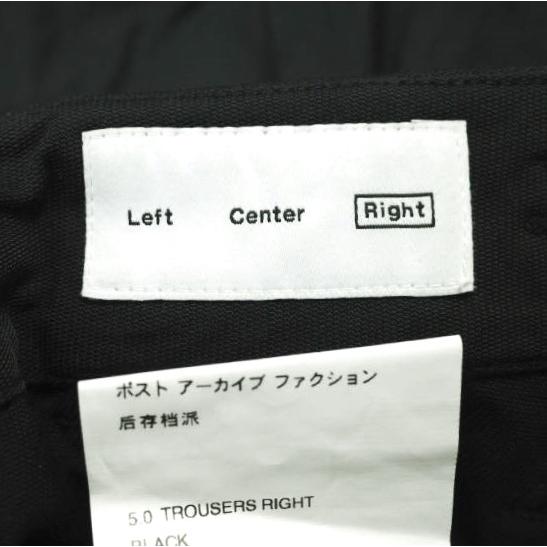 Left Center Right
ポスト アーカイブ ファクション
后存档派
5.0 TROUSERS RIGHT
BLACK